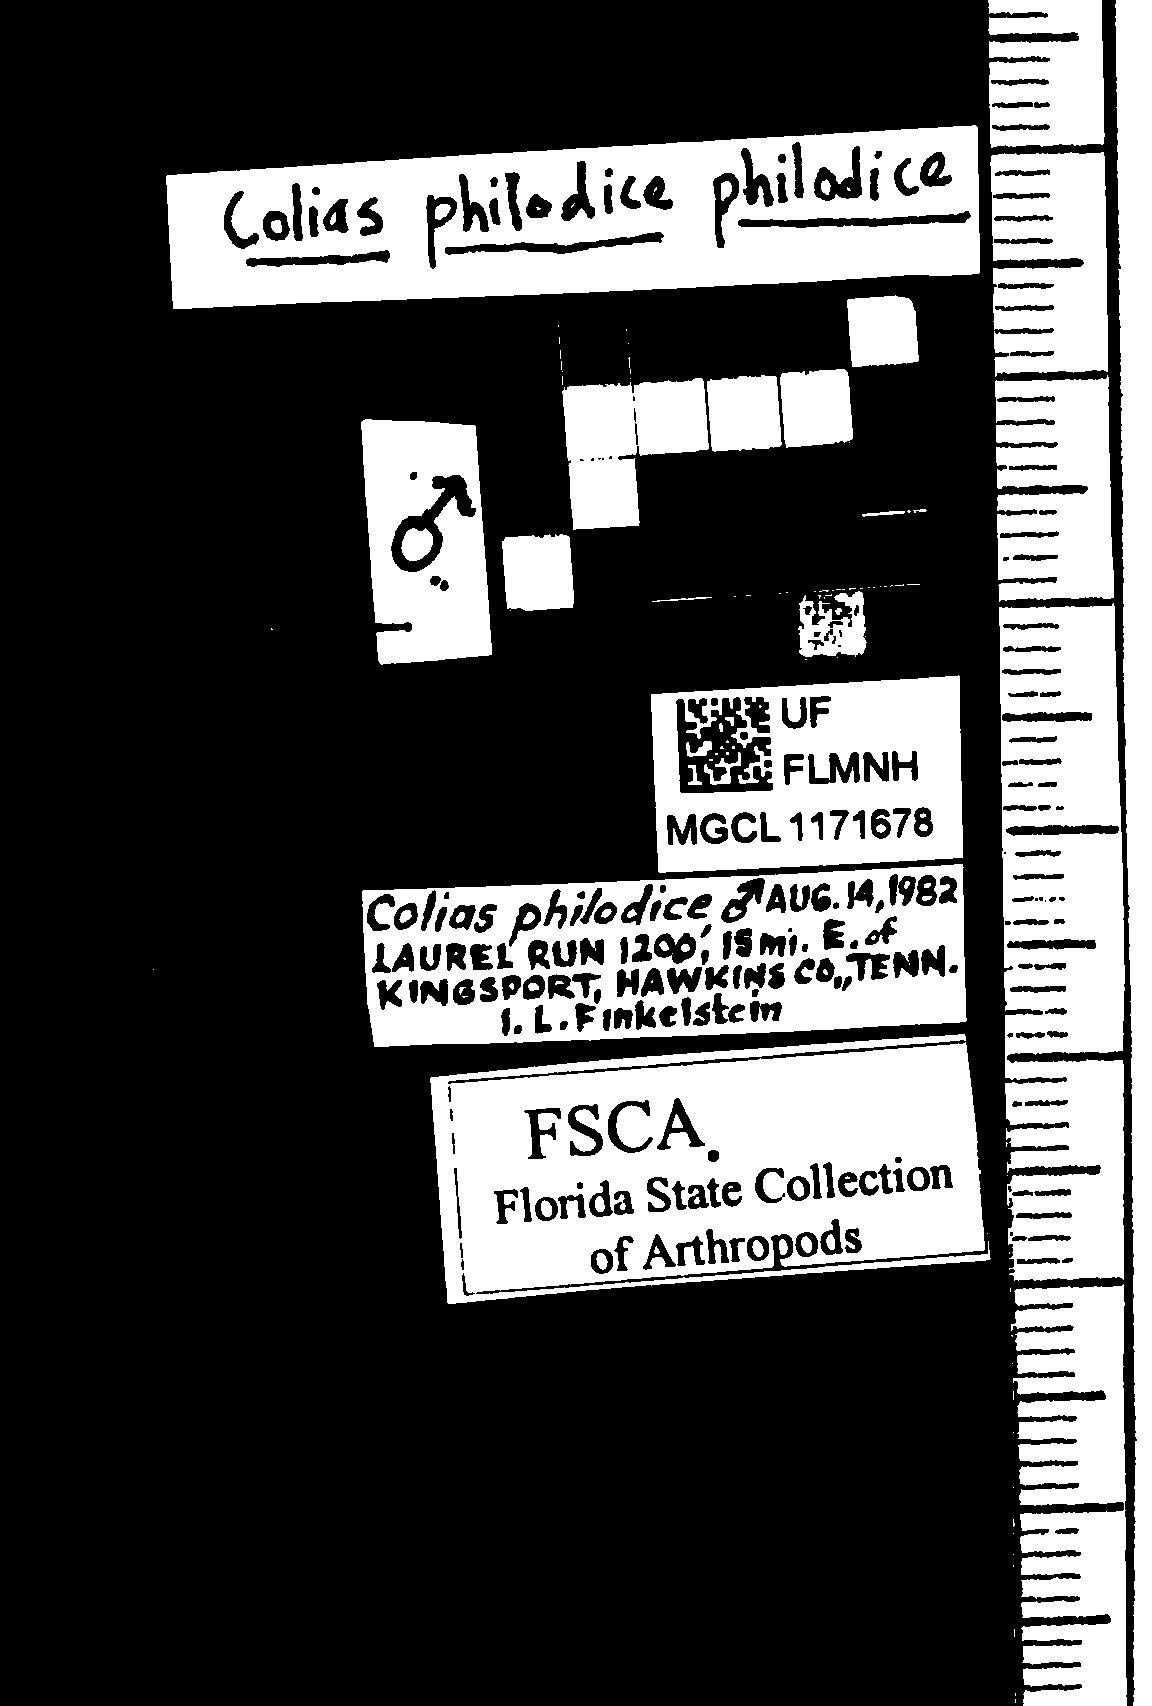 Colias philodice philodice
♂
UF
FLMNH
MGCL 1171678
Colias philodice ♂ AUG. 14, 1982
LAUREL RUN 1200', 15 mi. E. of
KINGSPORT, HAWKINS CO., TENN.
I. L. Finkelstein
FSCA
Florida State Collection
of Arthropods